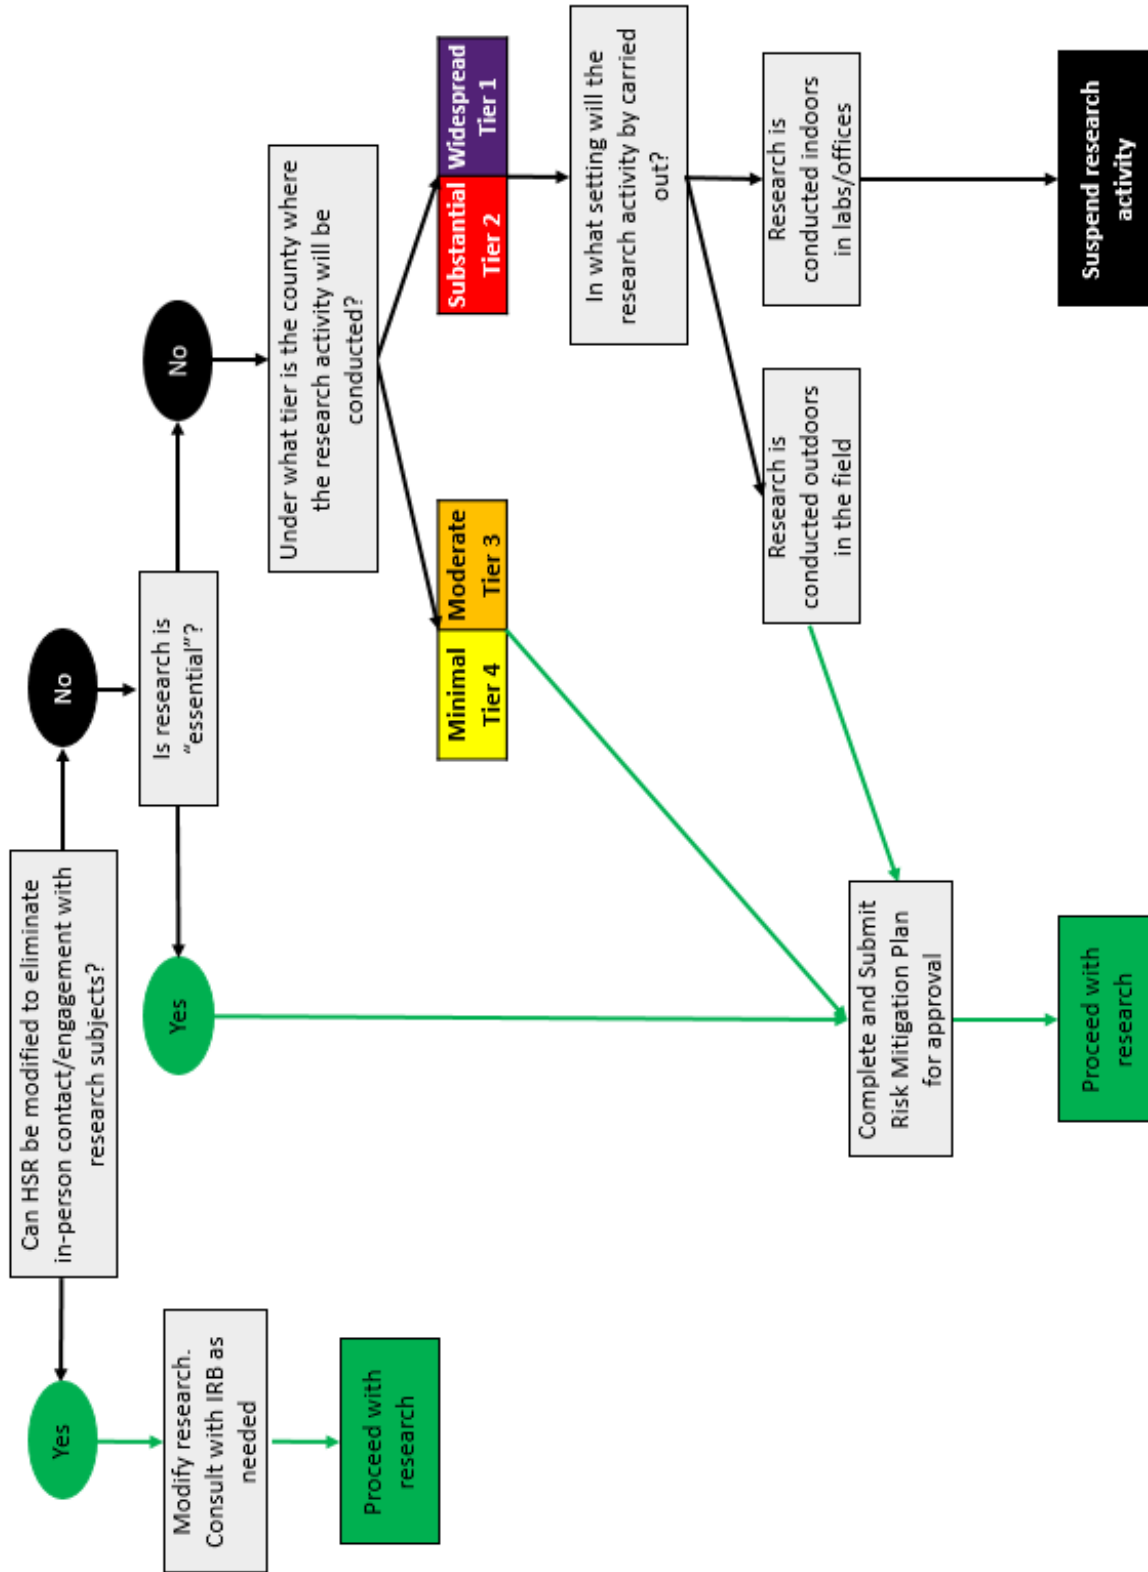 Can HSR be modified to eliminate
in-person contact/engagement with
research subjects?
Yes
No
Modify research.
Consult with IRB as
needed
Proceed with
research
Is research is
“essential”?
Yes
No
Under what tier is the county where
the research activity will be
conducted?
Minimal
Tier 4
Moderate
Tier 3
Substantial
Tier 2
Widespread
Tier 1
In what setting will the
research activity by carried
out?
Research is
conducted outdoors
in the field
Research is
conducted indoors
in labs/offices
Complete and Submit
Risk Mitigation Plan
for approval
Proceed with
research
Suspend research
activity